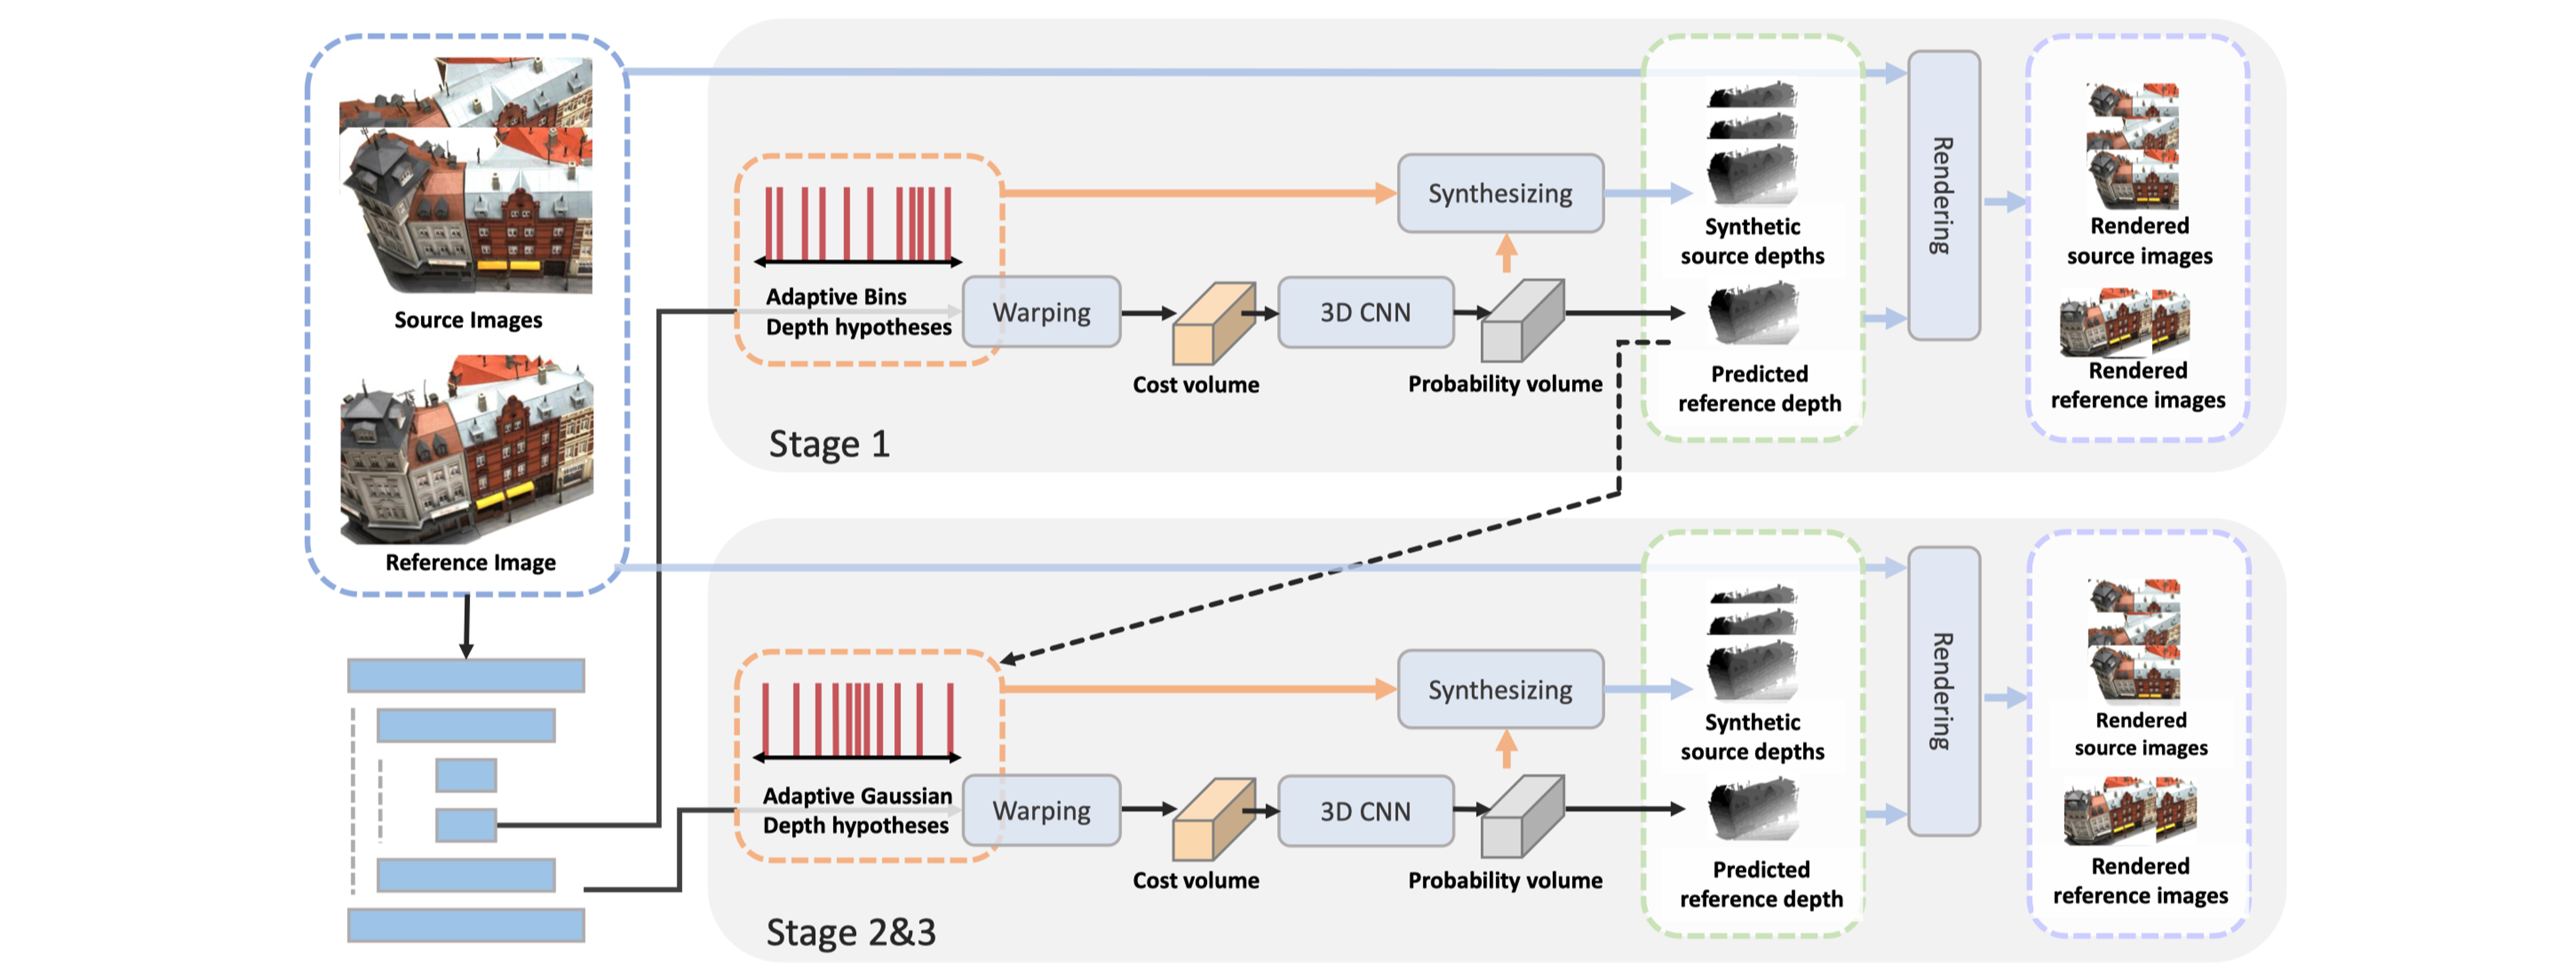 Source Images
Reference Image
Adaptive Bins
Depth hypotheses
Warping
Cost volume
3D CNN
Probability volume
Synthesizing
Synthetic
source depths
Predicted
reference depth
Rendering
Rendered
source images
Rendered
reference images
Stage 1
Adaptive Gaussian
Depth hypotheses
Warping
Cost volume
3D CNN
Probability volume
Synthesizing
Synthetic
source depths
Predicted
reference depth
Rendering
Rendered
source images
Rendered
reference images
Stage 2&3